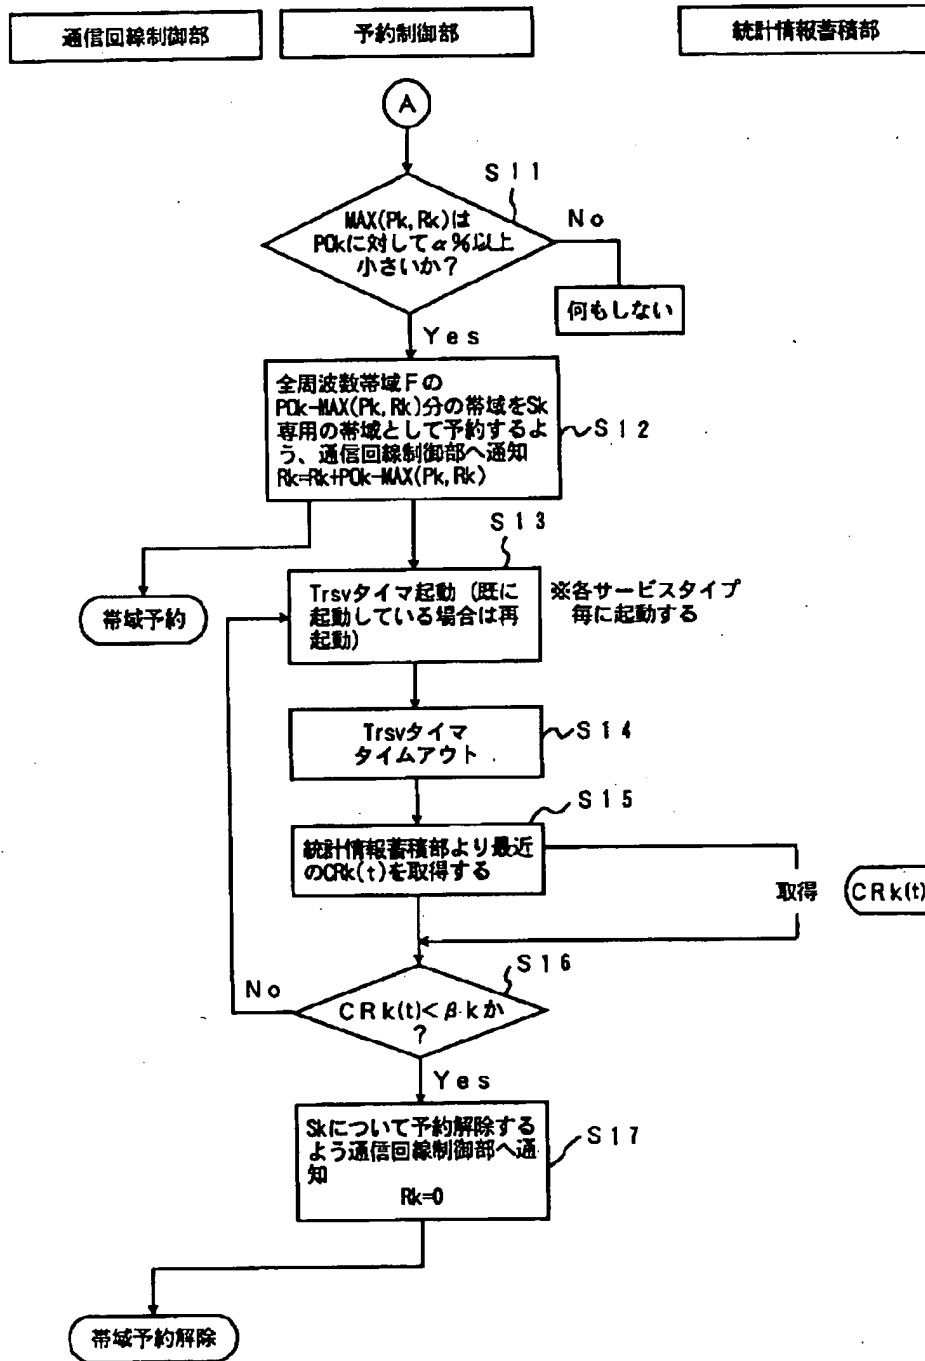 通信回線制御部
予約制御部
統計情報蓄積部
A
S11
MAX(Pk,Rk)は
P0kに対してα%以上
小さいか?
No
何もしない
Yes
全周波数帯域Fの
P0k-MAX(Pk,Rk)分の帯域をSk
専用の帯域として予約するよ
う、通信回線制御部へ通知
Rk=Rk+P0k-MAX(Pk,Rk)
S12
S13
帯域予約
Trsvタイマ起動(既に
起動している場合は再
起動)
※各サービスタイプ
毎に起動する
Trsvタイマ
タイムアウト
S14
S15
統計情報蓄積部より最近
のCRk(t)を取得する
取得
CRk(t)
S16
No
CRk(t)<βkか
?
Yes
Skについて予約解除する
よう通信回線制御部へ通
知
Rk=0
S17
帯域予約解除